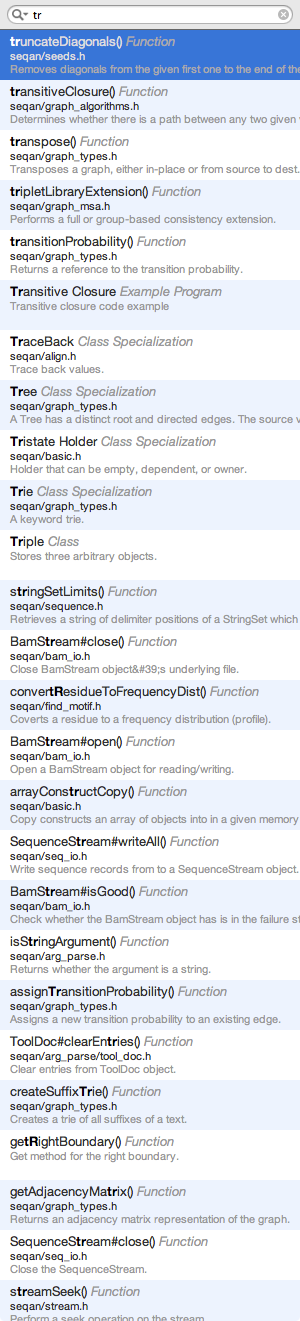 tr
truncateDiagonals() Function
seqan/seeds.h
Removes diagonals from the given first one to the end of the
transitiveClosure() Function
seqan/graph_algorithms.h
Determines whether there is a path between any two given
transpose() Function
seqan/graph_types.h
Transposes a graph, either in-place or from source to dest.
tripletLibraryExtension() Function
seqan/graph_msa.h
Performs a full or group-based consistency extension.
transitionProbability() Function
seqan/graph_types.h
Returns a reference to the transition probability.
Transitive Closure Example Program
Transitive closure code example
TraceBack Class Specialization
seqan/align.h
Trace back values.
Tree Class Specialization
seqan/graph_types.h
A Tree has a distinct root and directed edges. The source
Tristate Holder Class Specialization
seqan/basic.h
Holder that can be empty, dependent, or owner.
Trie Class Specialization
seqan/graph_types.h
A keyword trie.
Triple Class
Stores three arbitrary objects.
stringSetLimits() Function
seqan/sequence.h
Retrieves a string of delimiter positions of a StringSet which
BamStream#close() Function
seqan/bam_io.h
Close BamStream object&#39;s underlying file.
convertResidueToFrequencyDist() Function
seqan/find_motif.h
Coverts a residue to a frequency distribution (profile).
BamStream#open() Function
seqan/bam_io.h
Open a BamStream object for reading/writing.
arrayConstructCopy() Function
seqan/basic.h
Copy constructs an array of objects into in a given memory
SequenceStream#writeAll() Function
seqan/seq_io.h
Write sequence records from to a SequenceStream object.
BamStream#isGood() Function
seqan/bam_io.h
Check whether the BamStream object has is in the failure st
isStringArgument() Function
seqan/arg_parse.h
Returns whether the argument is a string.
assignTransitionProbability() Function
seqan/graph_types.h
Assigns a new transition probability to an existing edge.
ToolDoc#clearEntries() Function
seqan/arg_parse/tool_doc.h
Clear entries from ToolDoc object.
createSuffixTrie() Function
seqan/graph_types.h
Creates a trie of all suffixes of a text.
getRightBoundary() Function
Get method for the right boundary.
getAdjacencyMatrix() Function
seqan/graph_types.h
Returns an adjacency matrix representation of the graph.
SequenceStream#close() Function
seqan/seq_io.h
Close the SequenceStream.
streamSeek() Function
seqan/stream.h
Perform a seek operation on the stream